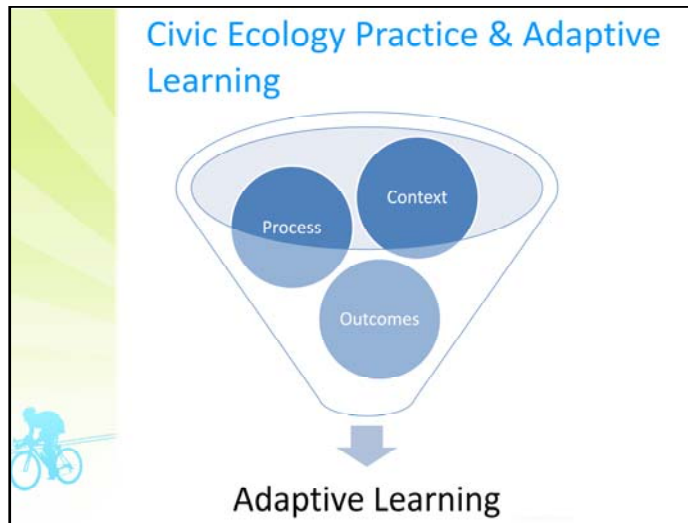 Civic Ecology Practice & Adaptive
Learning
Context
Process
Outcomes
Adaptive Learning